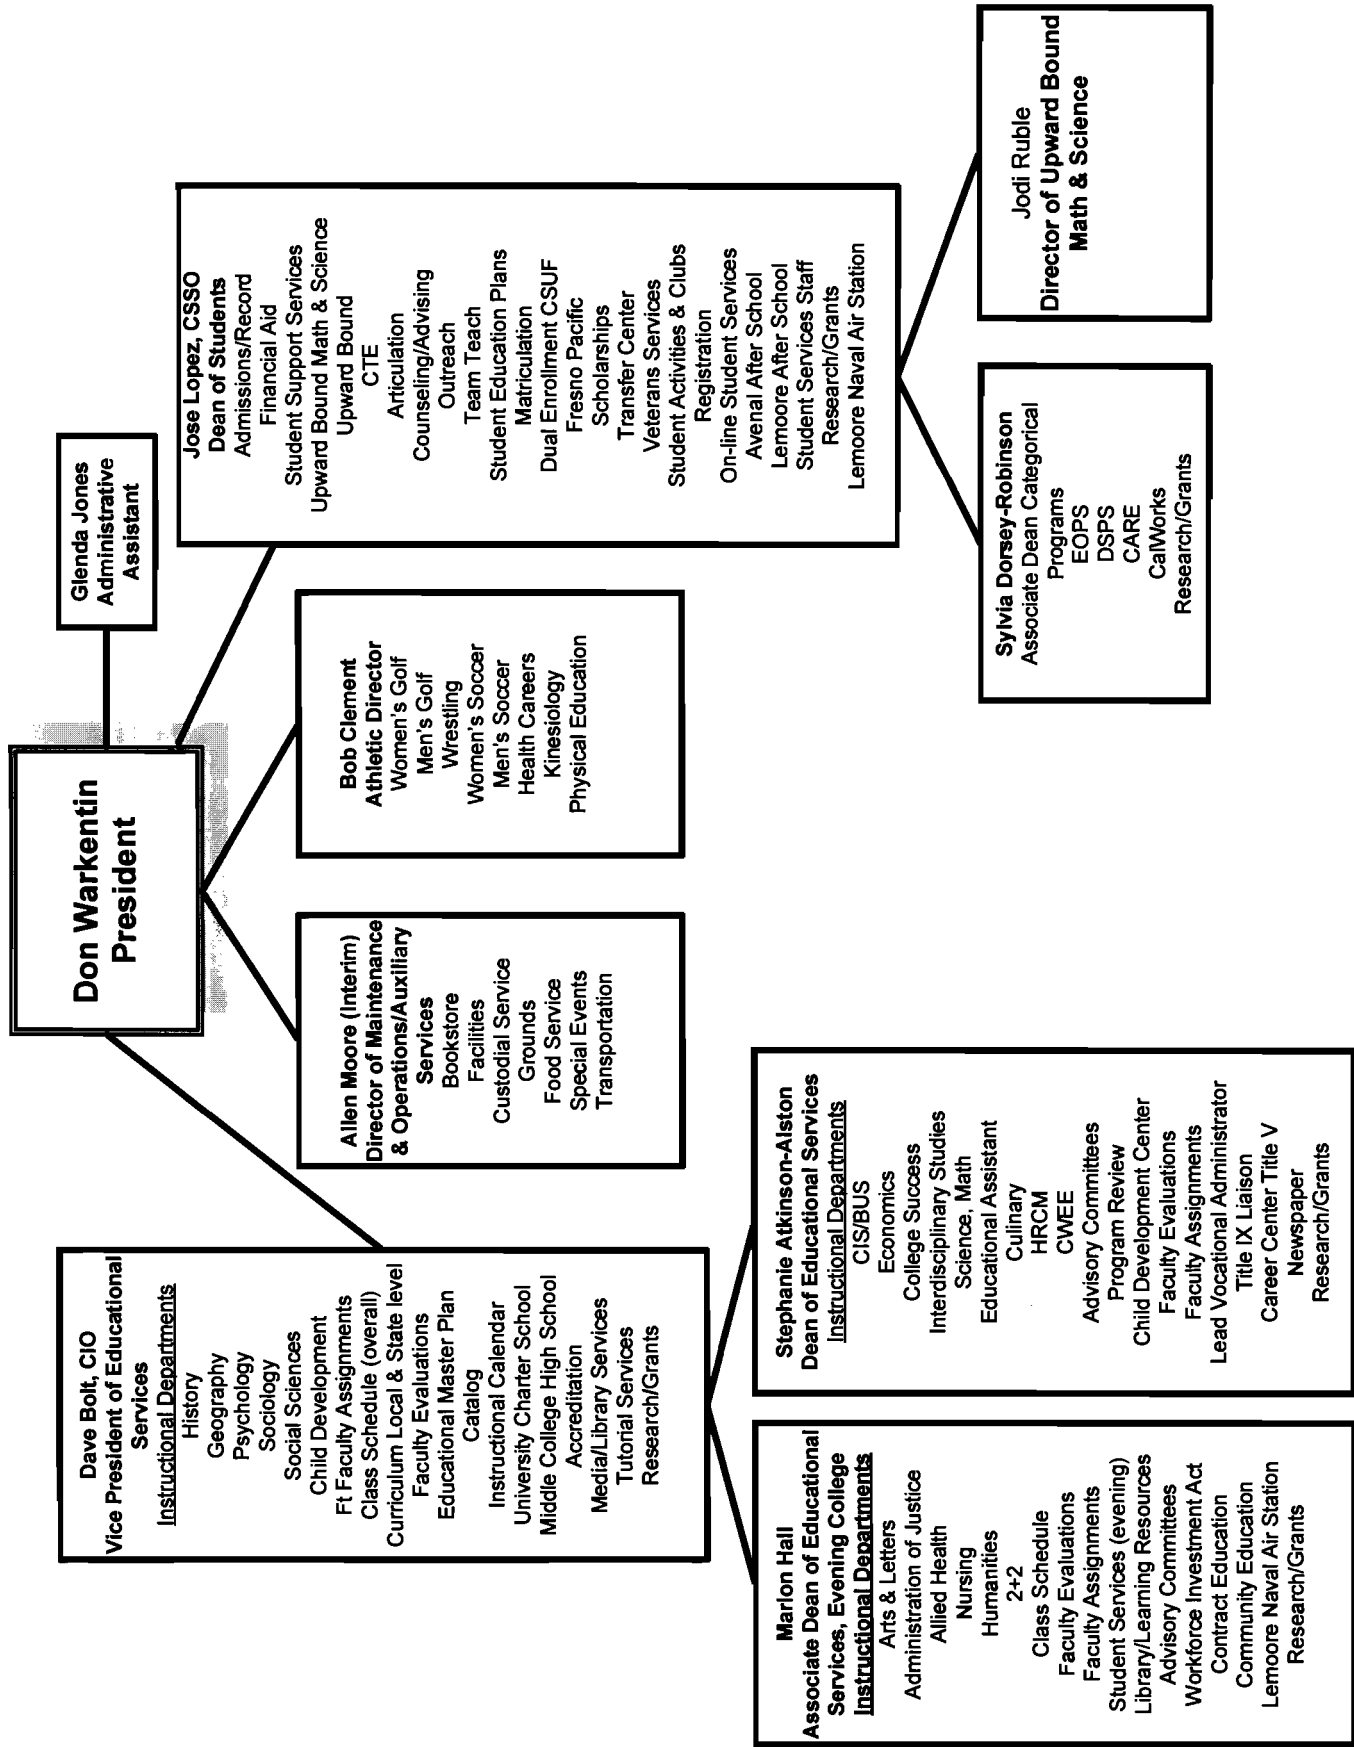 Don Warkentin
President
Glenda Jones
Administrative
Assistant
Dave Bolt, CIO
Vice President of Educational
Services
Instructional Departments
History
Geography
Psychology
Sociology
Social Sciences
Child Development
Ft Faculty Assignments
Class Schedule (overall)
Curriculum Local & State level
Faculty Evaluations
Educational Master Plan
Catalog
Instructional Calendar
University Charter School
Middle College High School
Accreditation
Media/Library Services
Tutorial Services
Research/Grants
Allen Moore (Interim)
Director of Maintenance
& Operations/Auxiliary
Services
Bookstore
Facilities
Custodial Service
Grounds
Food Service
Special Events
Transportation
Bob Clement
Athletic Director
Women's Golf
Men's Golf
Wrestling
Women's Soccer
Men's Soccer
Health Careers
Kinesiology
Physical Education
Jose Lopez, CSSO
Dean of Students
Admissions/Record
Financial Aid
Student Support Services
Upward Bound Math & Science
Upward Bound
CTE
Articulation
Counseling/Advising
Outreach
Team Teach
Student Education Plans
Matriculation
Dual Enrollment CSUF
Fresno Pacific
Scholarships
Transfer Center
Veterans Services
Student Activities & Clubs
Registration
On-line Student Services
Avenal After School
Lemoore After School
Student Services Staff
Research/Grants
Lemoore Naval Air Station
Marlon Hall
Associate Dean of Educational
Services, Evening College
Instructional Departments
Arts & Letters
Administration of Justice
Allied Health
Nursing
Humanities
2+2
Class Schedule
Faculty Evaluations
Faculty Assignments
Student Services (evening)
Library/Learning Resources
Advisory Committees
Workforce Investment Act
Contract Education
Community Education
Lemoore Naval Air Station
Research/Grants
Stephanie Atkinson-Alston
Dean of Educational Services
Instructional Departments
CIS/BUS
Economics
College Success
Interdisciplinary Studies
Science, Math
Educational Assistant
Culinary
HRCM
CWEE
Advisory Committees
Program Review
Child Development Center
Faculty Evaluations
Faculty Assignments
Lead Vocational Administrator
Title IX Liaison
Career Center Title V
Newspaper
Research/Grants
Sylvia Dorsey-Robinson
Associate Dean Categorical
Programs
EOPS
DSPS
CARE
CalWorks
Research/Grants
Jodi Ruble
Director of Upward Bound
Math & Science